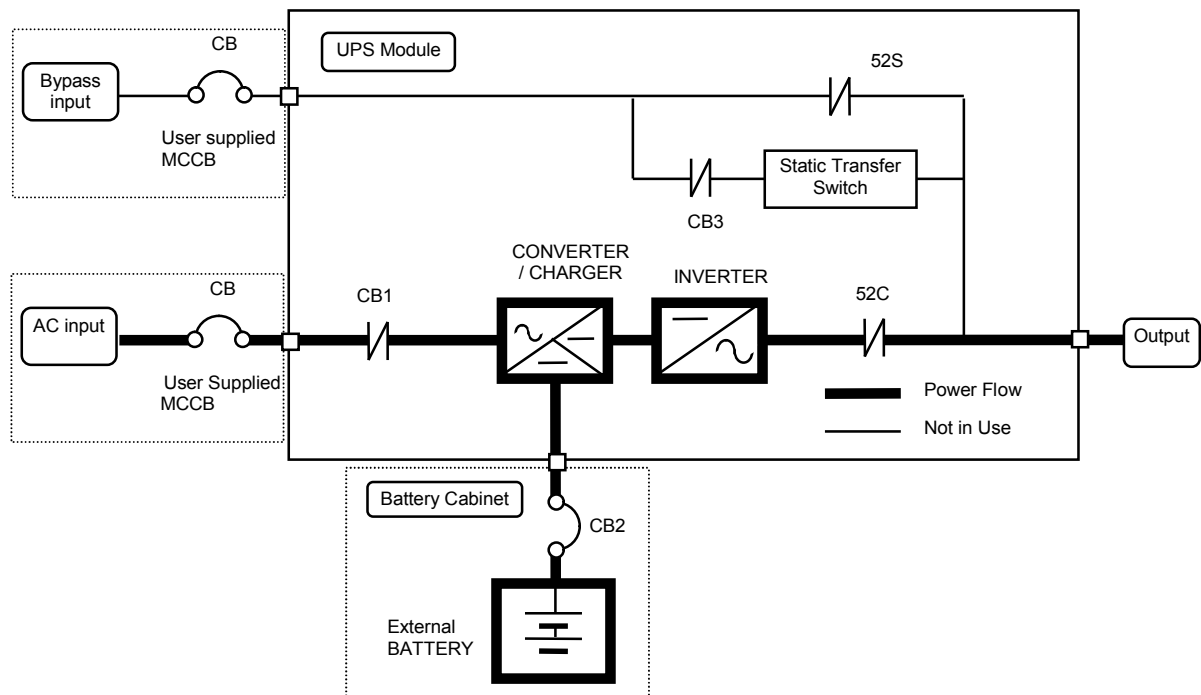 CB
UPS Module
52S
Bypass
input
User supplied
MCCB
Static Transfer
Switch
CB3
CONVERTER
/ CHARGER
INVERTER
CB
CB1
52C
AC input
Output
User Supplied
MCCB
Power Flow
Not in Use
Battery Cabinet
CB2
External
BATTERY